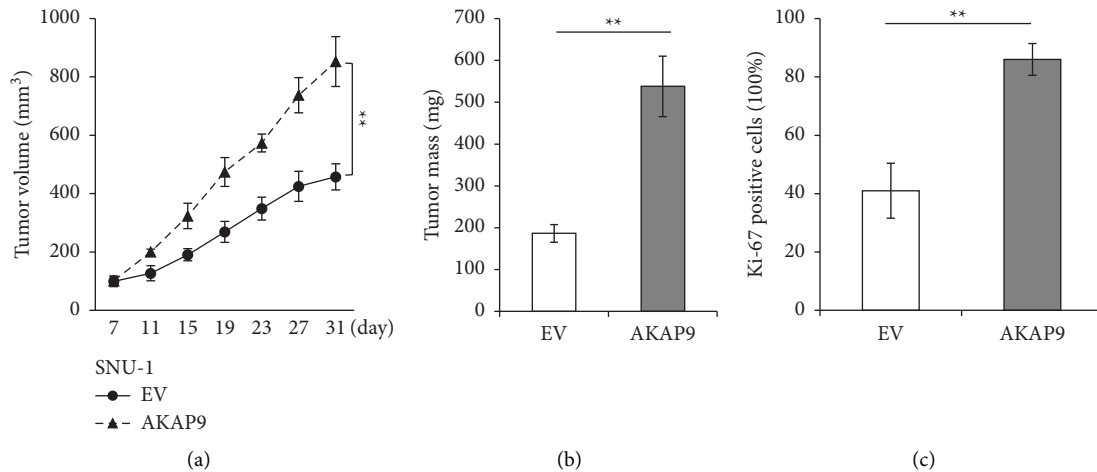 Tumor volume (mm³)
1000
800
600
400
200
0
7 11 15 19 23 27 31 (day)
**
SNU-1
EV
AKAP9
(a)
Tumor mass (mg)
700
600
500
400
300
200
100
0
**
EV AKAP9
(b)
Ki-67 positive cells (100%)
100
80
60
40
20
0
**
EV AKAP9
(c)